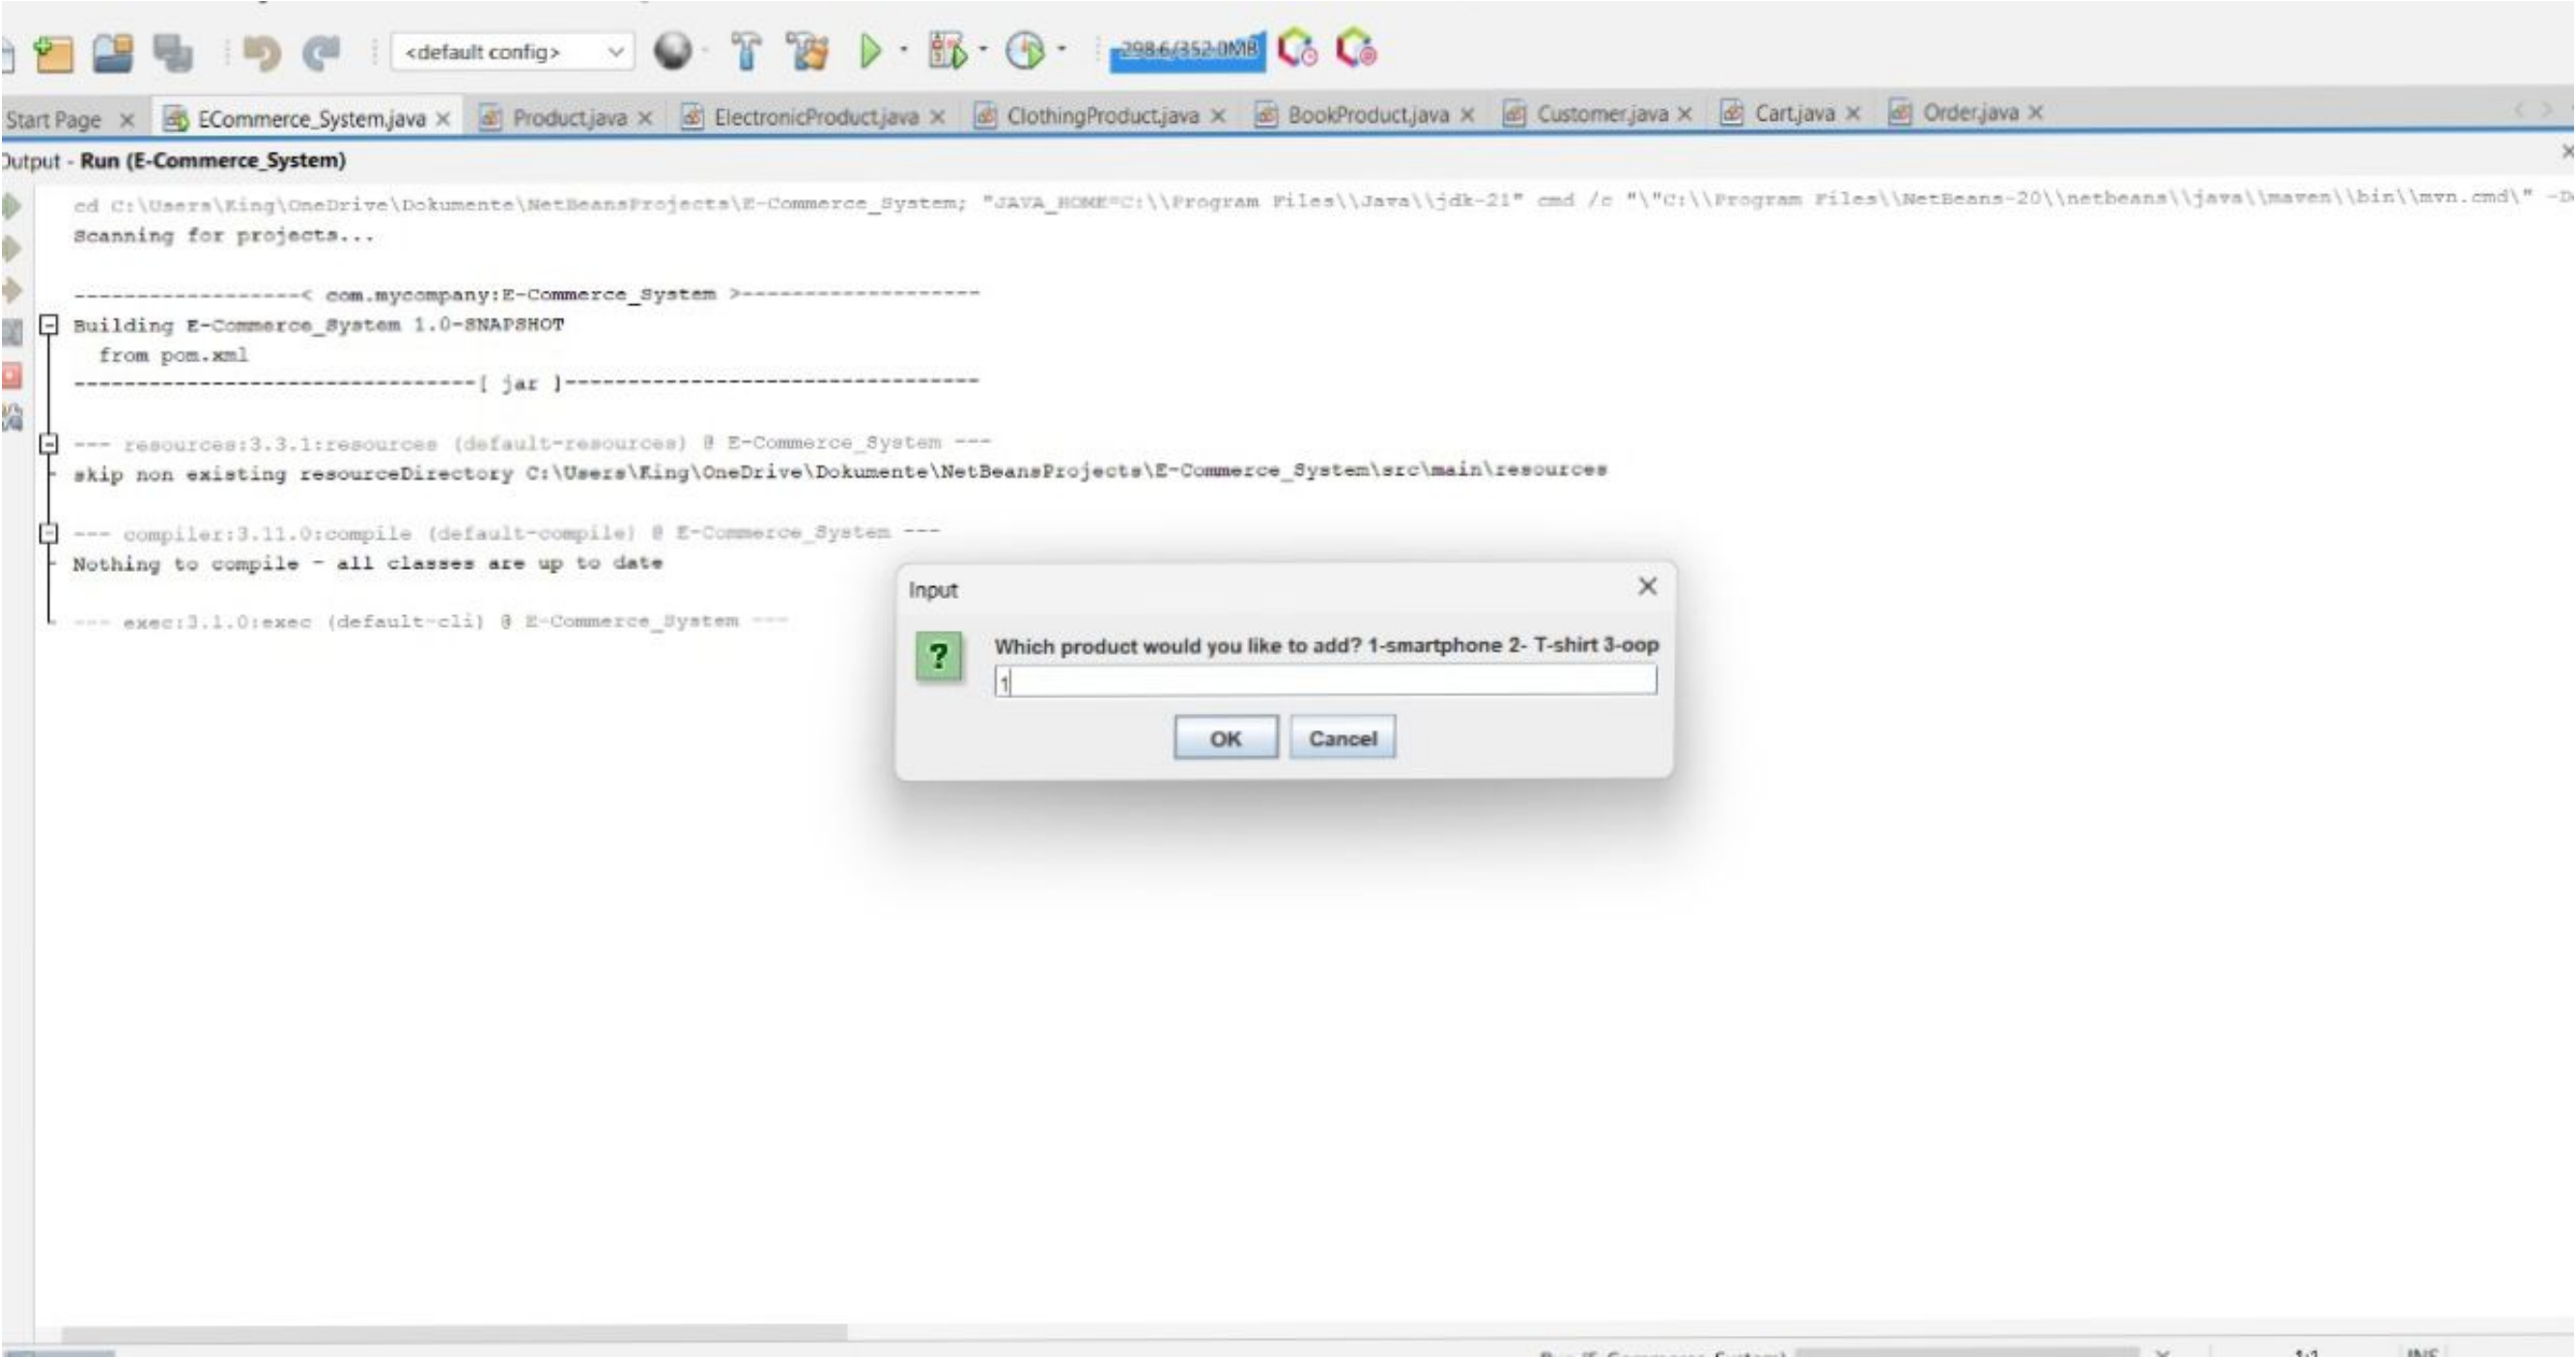 <default config>
298.6/352.0MB
Start Page ECommerce_System.java Product.java ElectronicProduct.java ClothingProduct.java BookProduct.java Customer.java Cart.java Order.java
Output - Run (E-Commerce_System)
cd C:\Users\King\OneDrive\Dokumente\NetBeansProjects\E-Commerce_System; "JAVA_HOME=C:\\Program Files\\Java\\jdk-21" cmd /c "\"C:\\Program Files\\NetBeans-20\\netbeans\\java\\maven\\bin\\mvn.cmd\" -D
Scanning for projects...
------------------< com.mycompany:E-Commerce_System >-------------------
Building E-Commerce_System 1.0-SNAPSHOT
from pom.xml
--------------------------------[ jar ]---------------------------------
--- resources:3.3.1:resources (default-resources) @ E-Commerce_System ---
skip non existing resourceDirectory C:\Users\King\OneDrive\Dokumente\NetBeansProjects\E-Commerce_System\src\main\resources
--- compiler:3.11.0:compile (default-compile) @ E-Commerce_System ---
Nothing to compile - all classes are up to date
--- exec:3.1.0:exec (default-cli) @ E-Commerce_System ---
Input
Which product would you like to add? 1-smartphone 2- T-shirt 3-oop
1
OK Cancel
Run (E-Commerce_System) 1:1 INS